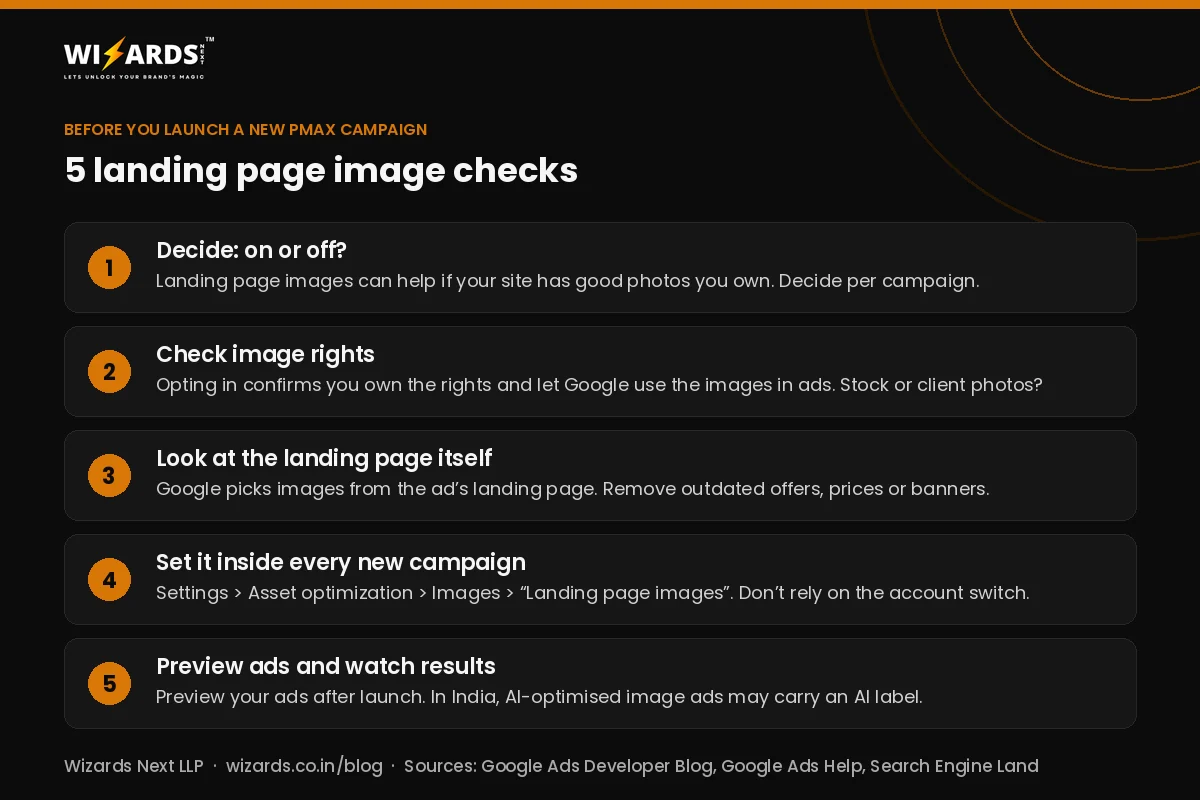 WIZARDS NEXT ™
LETS UNLOCK YOUR BRAND'S MAGIC
BEFORE YOU LAUNCH A NEW PMAX CAMPAIGN
5 landing page image checks
1
Decide: on or off?
Landing page images can help if your site has good photos you own. Decide per campaign.
2
Check image rights
Opting in confirms you own the rights and let Google use the images in ads. Stock or client photos?
3
Look at the landing page itself
Google picks images from the ad’s landing page. Remove outdated offers, prices or banners.
4
Set it inside every new campaign
Settings > Asset optimization > Images > “Landing page images”. Don’t rely on the account switch.
5
Preview ads and watch results
Preview your ads after launch. In India, AI-optimised image ads may carry an AI label.
Wizards Next LLP · wizards.co.in/blog · Sources: Google Ads Developer Blog, Google Ads Help, Search Engine Land